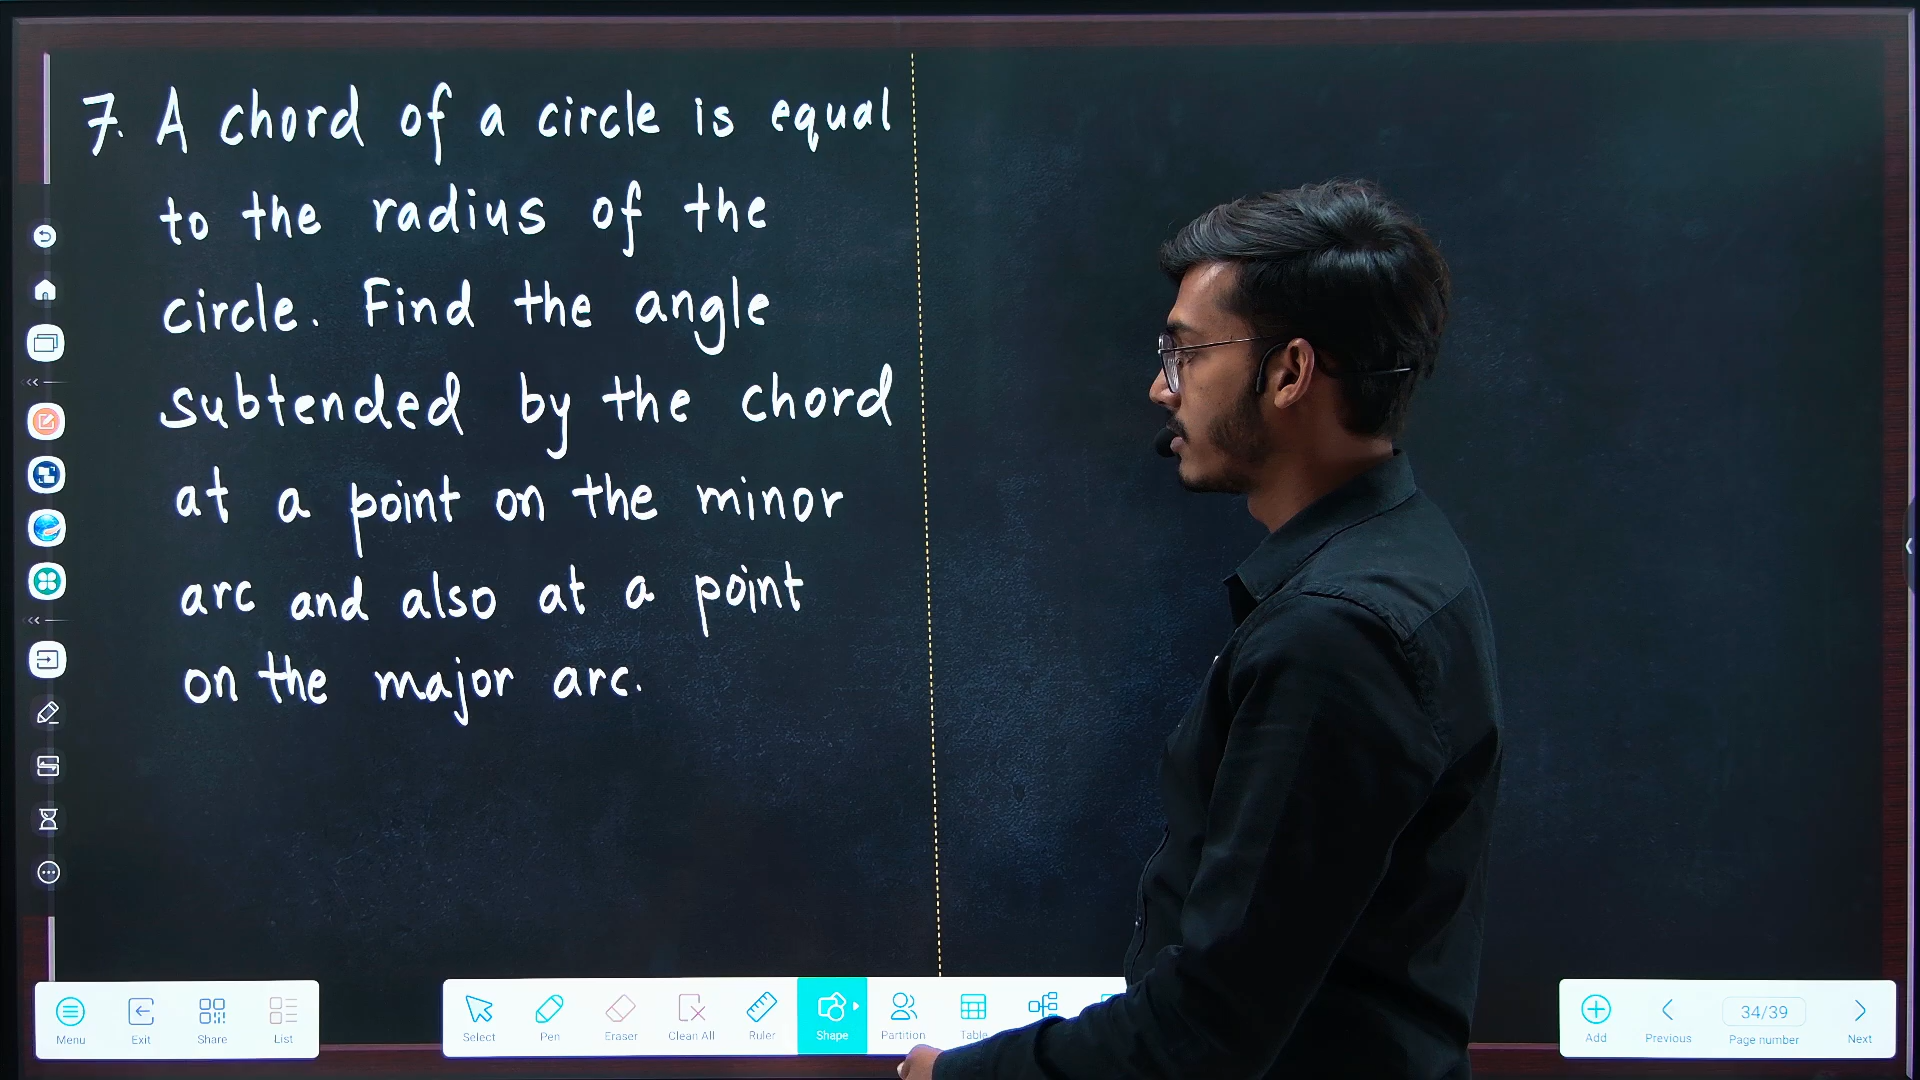 7. A chord of a circle is equal
to the radius of the
circle. Find the angle
subtended by the chord
at a point on the minor
arc and also at a point
on the major arc.
Menu Exit Share List
Select Pen Eraser Clean All Ruler Shape Partition Table
Add Previous 34/39 Page number Next